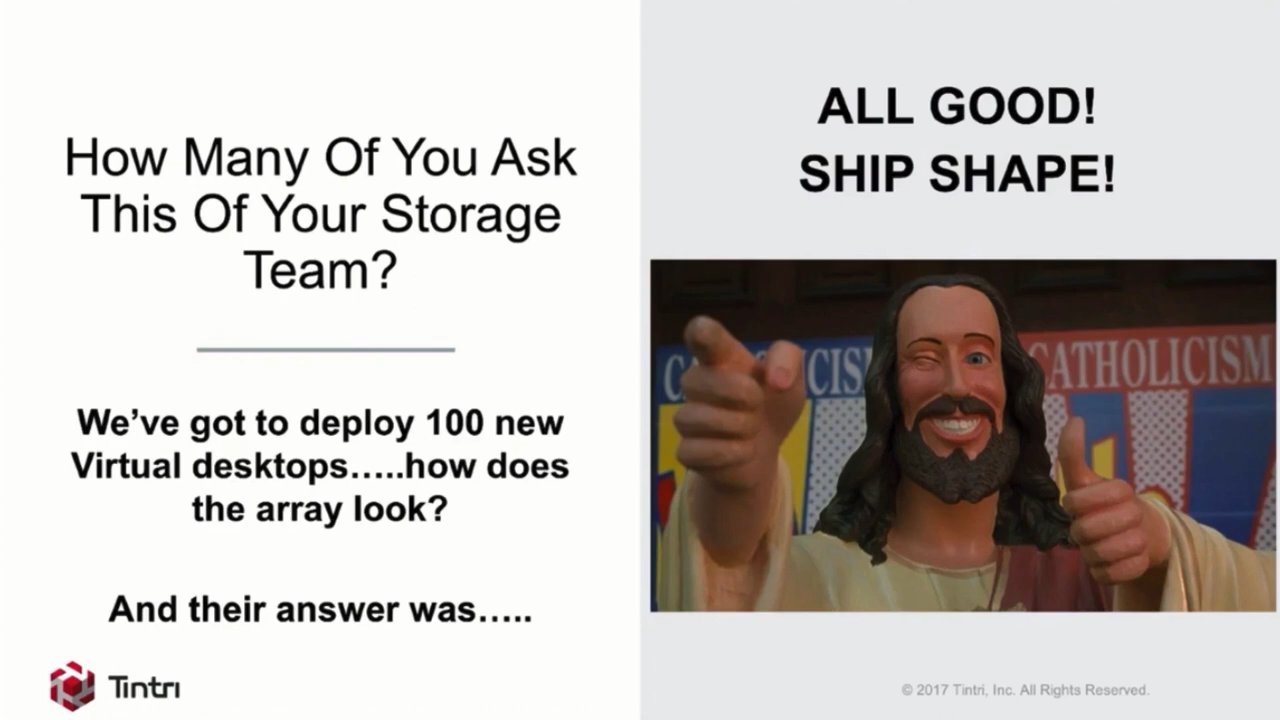 How Many Of You Ask
This Of Your Storage
Team?
We’ve got to deploy 100 new
Virtual desktops…..how does
the array look?
And their answer was…..
Tintri
ALL GOOD!
SHIP SHAPE!
CATHOLICISM
© 2017 Tintri, Inc. All Rights Reserved.